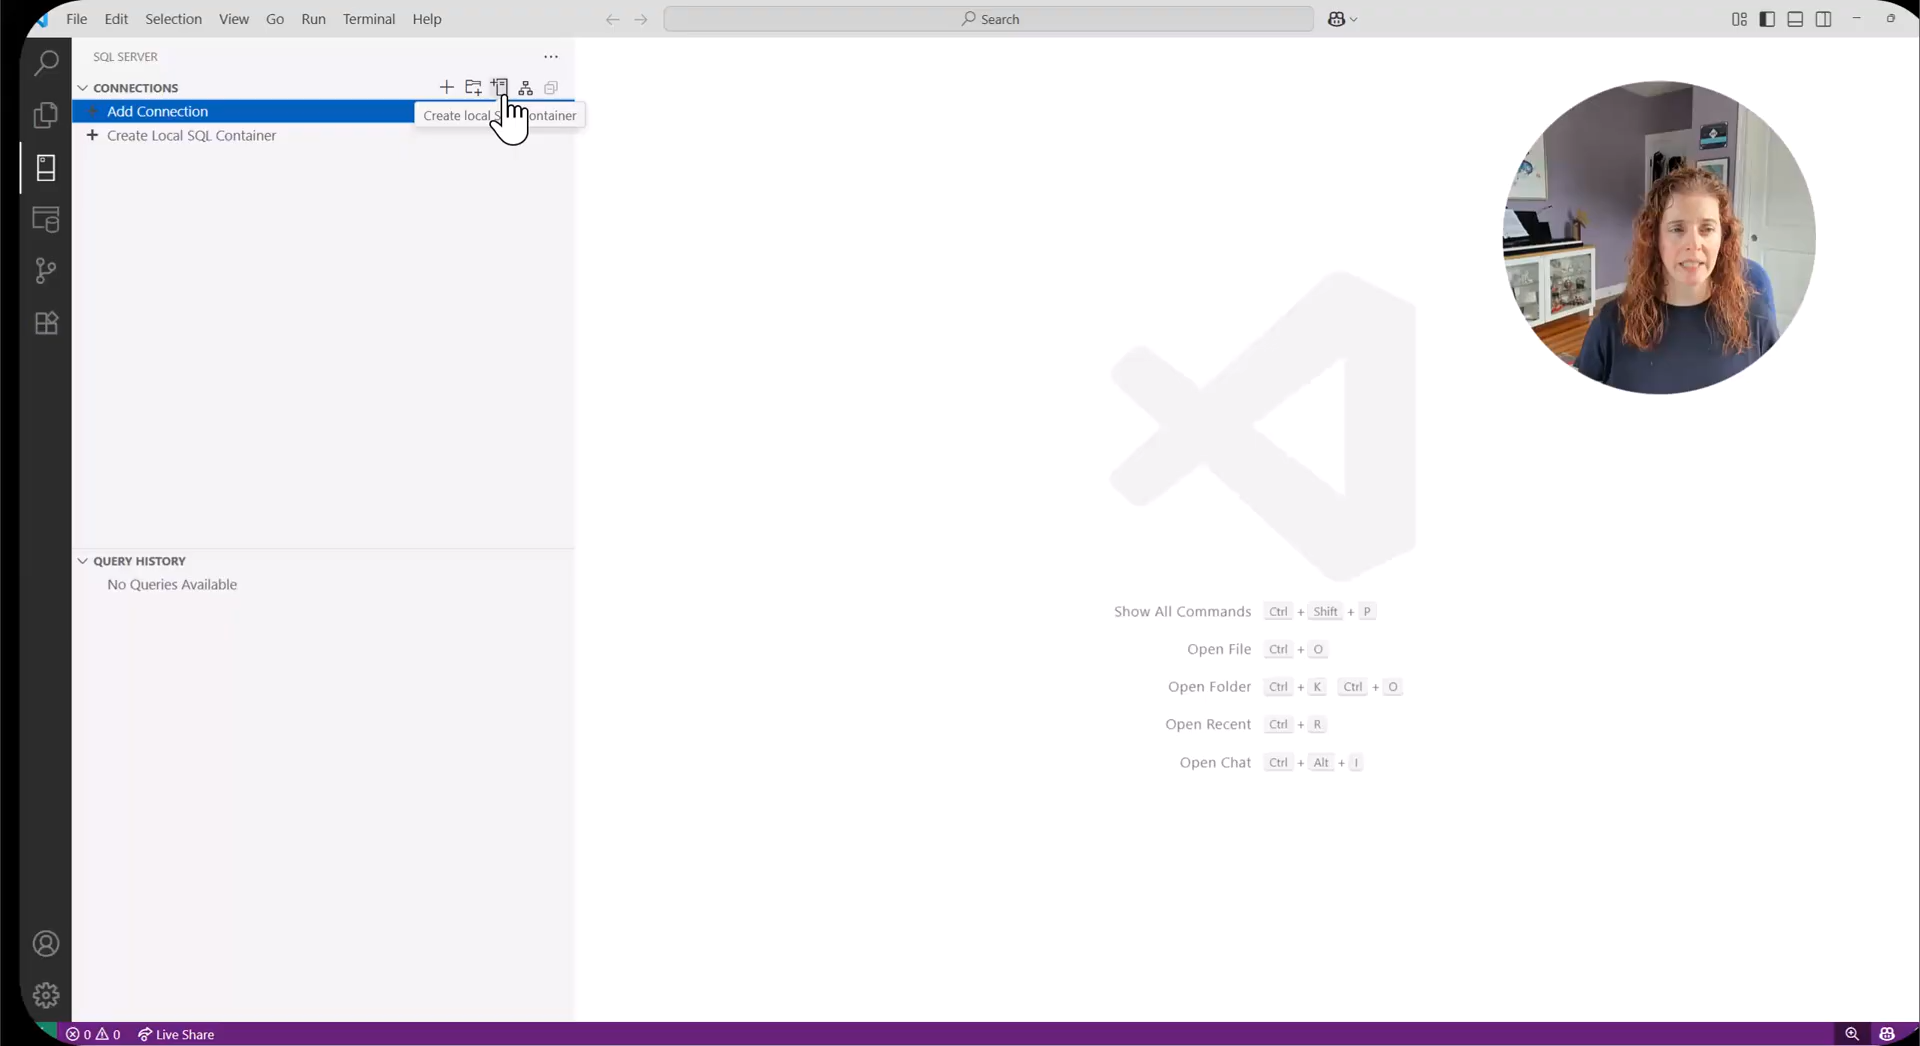 File Edit Selection View Go Run Terminal Help Search
SQL SERVER
CONNECTIONS
Add Connection
Create local ontainer
Create Local SQL Container
QUERY HISTORY
No Queries Available
Show All Commands Ctrl + Shift + P
Open File Ctrl + O
Open Folder Ctrl + K Ctrl + O
Open Recent Ctrl + R
Open Chat Ctrl + Alt + I
0 0 Live Share